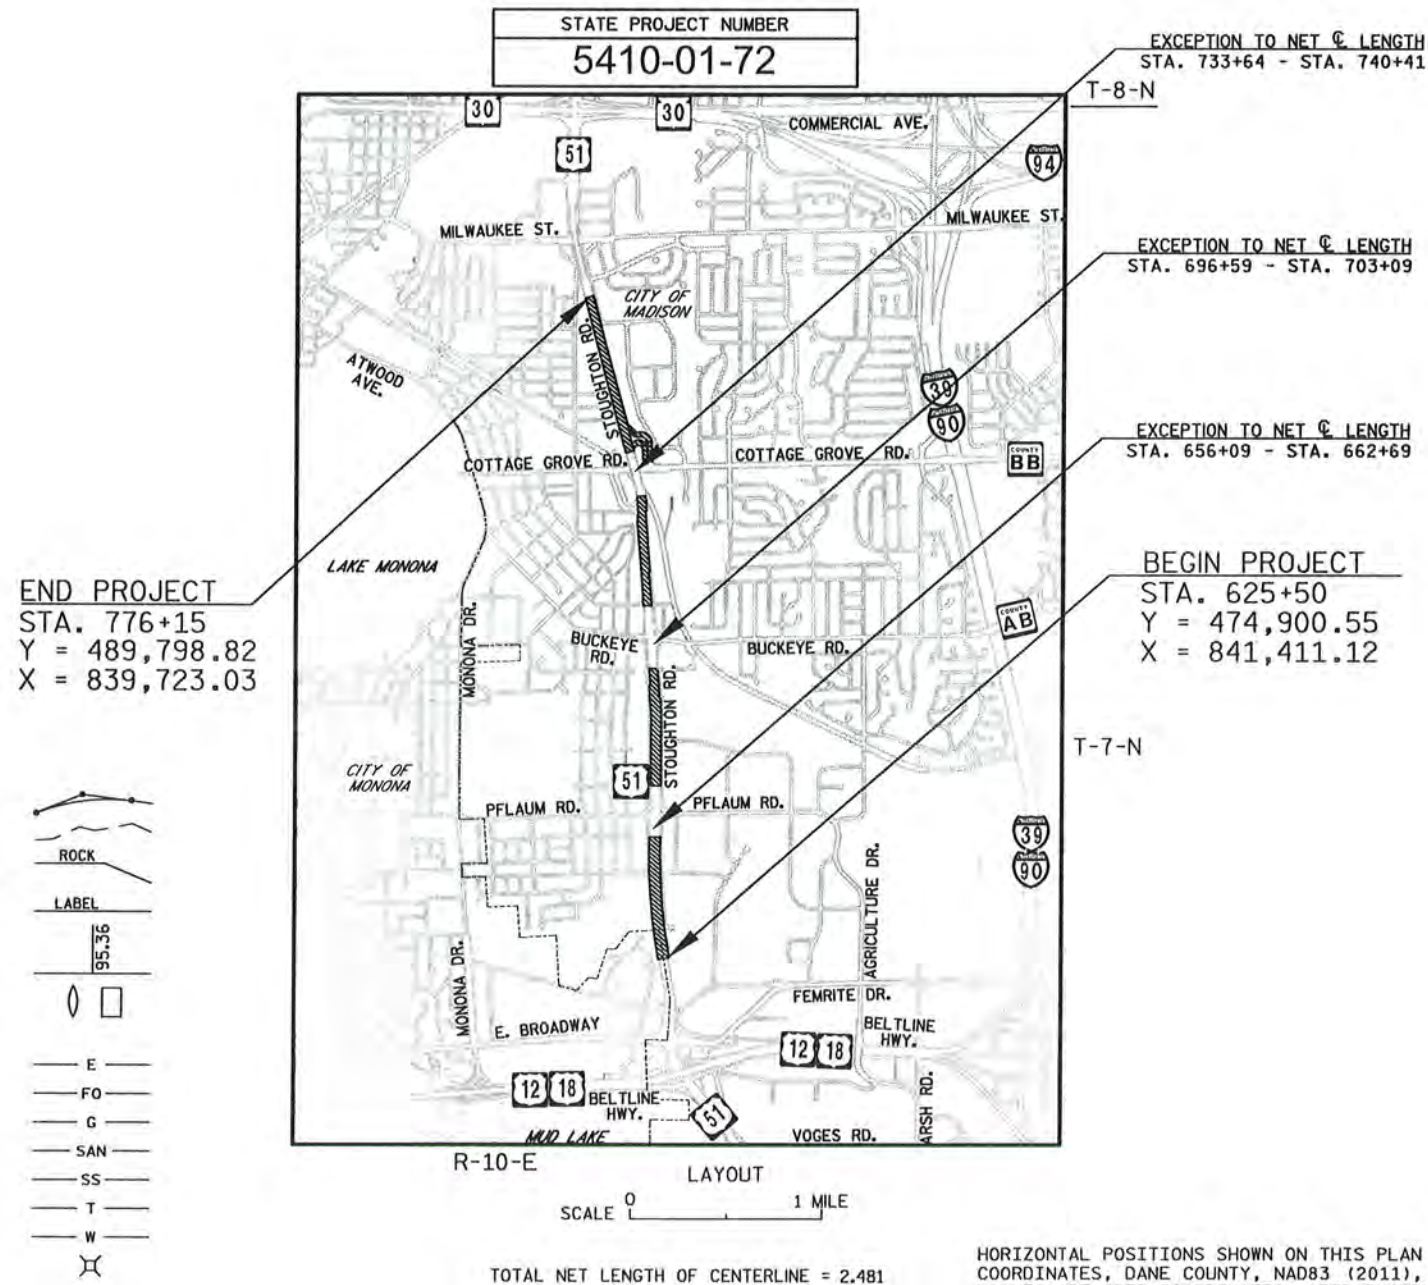 STATE PROJECT NUMBER
5410-01-72
EXCEPTION TO NET ℄ LENGTH
STA. 733+64 - STA. 740+41
T-8-N
30
30
COMMERCIAL AVE.
51
94
MILWAUKEE ST.
MILWAUKEE ST.
EXCEPTION TO NET ℄ LENGTH
STA. 696+59 - STA. 703+09
CITY OF
MADISON
STOUGHTON RD.
ATWOOD
AVE.
39
90
EXCEPTION TO NET ℄ LENGTH
STA. 656+09 - STA. 662+69
COTTAGE GROVE RD.
COTTAGE GROVE RD.
COUNTY
BB
LAKE MONONA
BEGIN PROJECT
STA. 625+50
Y = 474,900.55
X = 841,411.12
END PROJECT
STA. 776+15
Y = 489,798.82
X = 839,723.03
MONONA DR.
BUCKEYE
RD.
BUCKEYE RD.
COUNTY
AB
STOUGHTON RD.
T-7-N
CITY OF
MONONA
51
PFLAUM RD.
PFLAUM RD.
39
90
ROCK
LABEL
95.36
AGRICULTURE DR.
MONONA DR.
FEMRITE DR.
E. BROADWAY
BELTLINE
HWY.
12 18
12 18
BELTLINE
HWY.
51
ARSH RD.
MUD LAKE
VOGES RD.
E
FO
G
SAN
SS
T
W
R-10-E
LAYOUT
SCALE 0 1 MILE
TOTAL NET LENGTH OF CENTERLINE = 2.481
HORIZONTAL POSITIONS SHOWN ON THIS PLAN
COORDINATES, DANE COUNTY, NAD83 (2011),